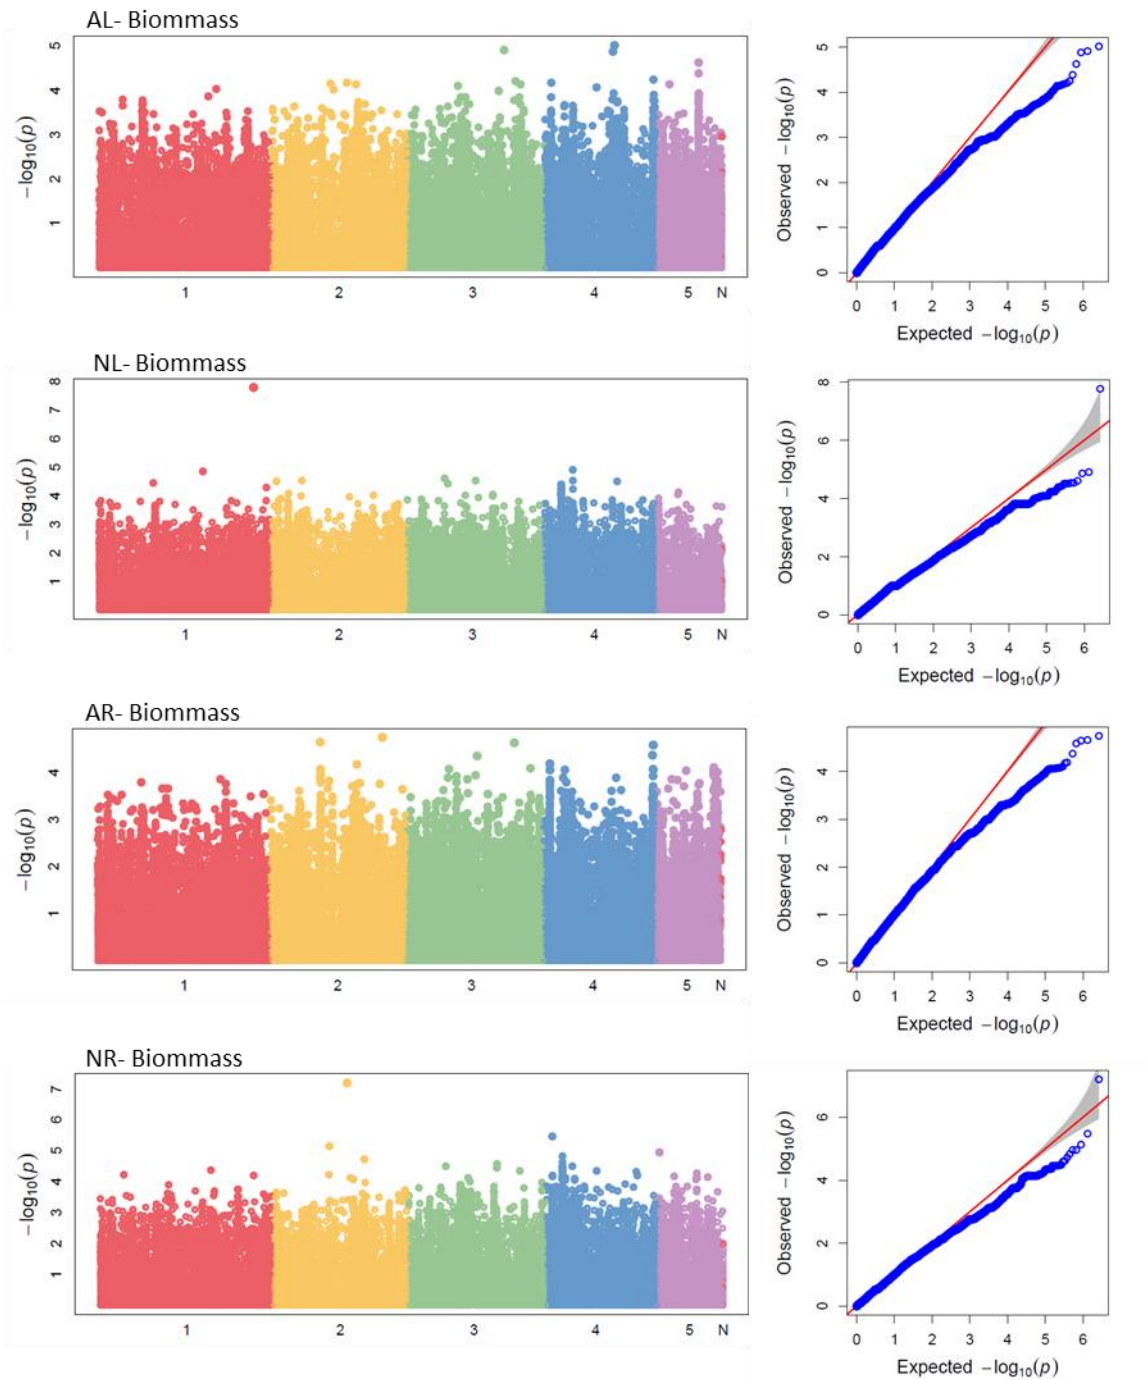 AL- Biommass
5
4
3
2
1
−log₁₀(p)
1 2 3 4 5 N
5
4
3
2
1
0
Observed −log₁₀(p)
0 1 2 3 4 5 6
Expected −log₁₀(p)
NL- Biommass
8
7
6
5
4
3
2
1
−log₁₀(p)
1 2 3 4 5 N
8
6
4
2
0
Observed −log₁₀(p)
0 1 2 3 4 5 6
Expected −log₁₀(p)
AR- Biommass
4
3
2
1
−log₁₀(p)
1 2 3 4 5 N
4
3
2
1
0
Observed −log₁₀(p)
0 1 2 3 4 5 6
Expected −log₁₀(p)
NR- Biommass
7
6
5
4
3
2
1
−log₁₀(p)
1 2 3 4 5 N
6
4
2
0
Observed −log₁₀(p)
0 1 2 3 4 5 6
Expected −log₁₀(p)